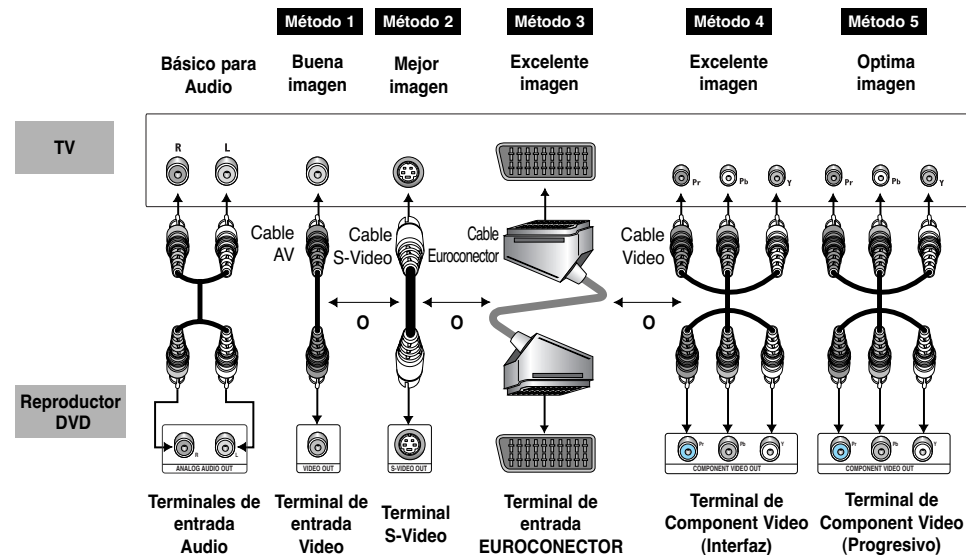 Método 1
Método 2
Método 3
Método 4
Método 5
Básico para
Audio
Buena
imagen
Mejor
imagen
Excelente
imagen
Excelente
imagen
Optima
imagen
TV
R
L
Pr
Pb
Y
Pr
Pb
Y
Cable
AV
Cable
S-Video
Cable
Euroconector
Cable
Video
O
O
O
Reproductor
DVD
R
L
ANALOG AUDIO OUT
VIDEO OUT
S-VIDEO OUT
Pr
Pb
Y
COMPONENT VIDEO OUT
Pr
Pb
Y
COMPONENT VIDEO OUT
Terminales de
entrada
Audio
Terminal de
entrada
Video
Terminal
S-Video
Terminal de
entrada
EUROCONECTOR
Terminal de
Component Video
(Interfaz)
Terminal de
Component Video
(Progresivo)